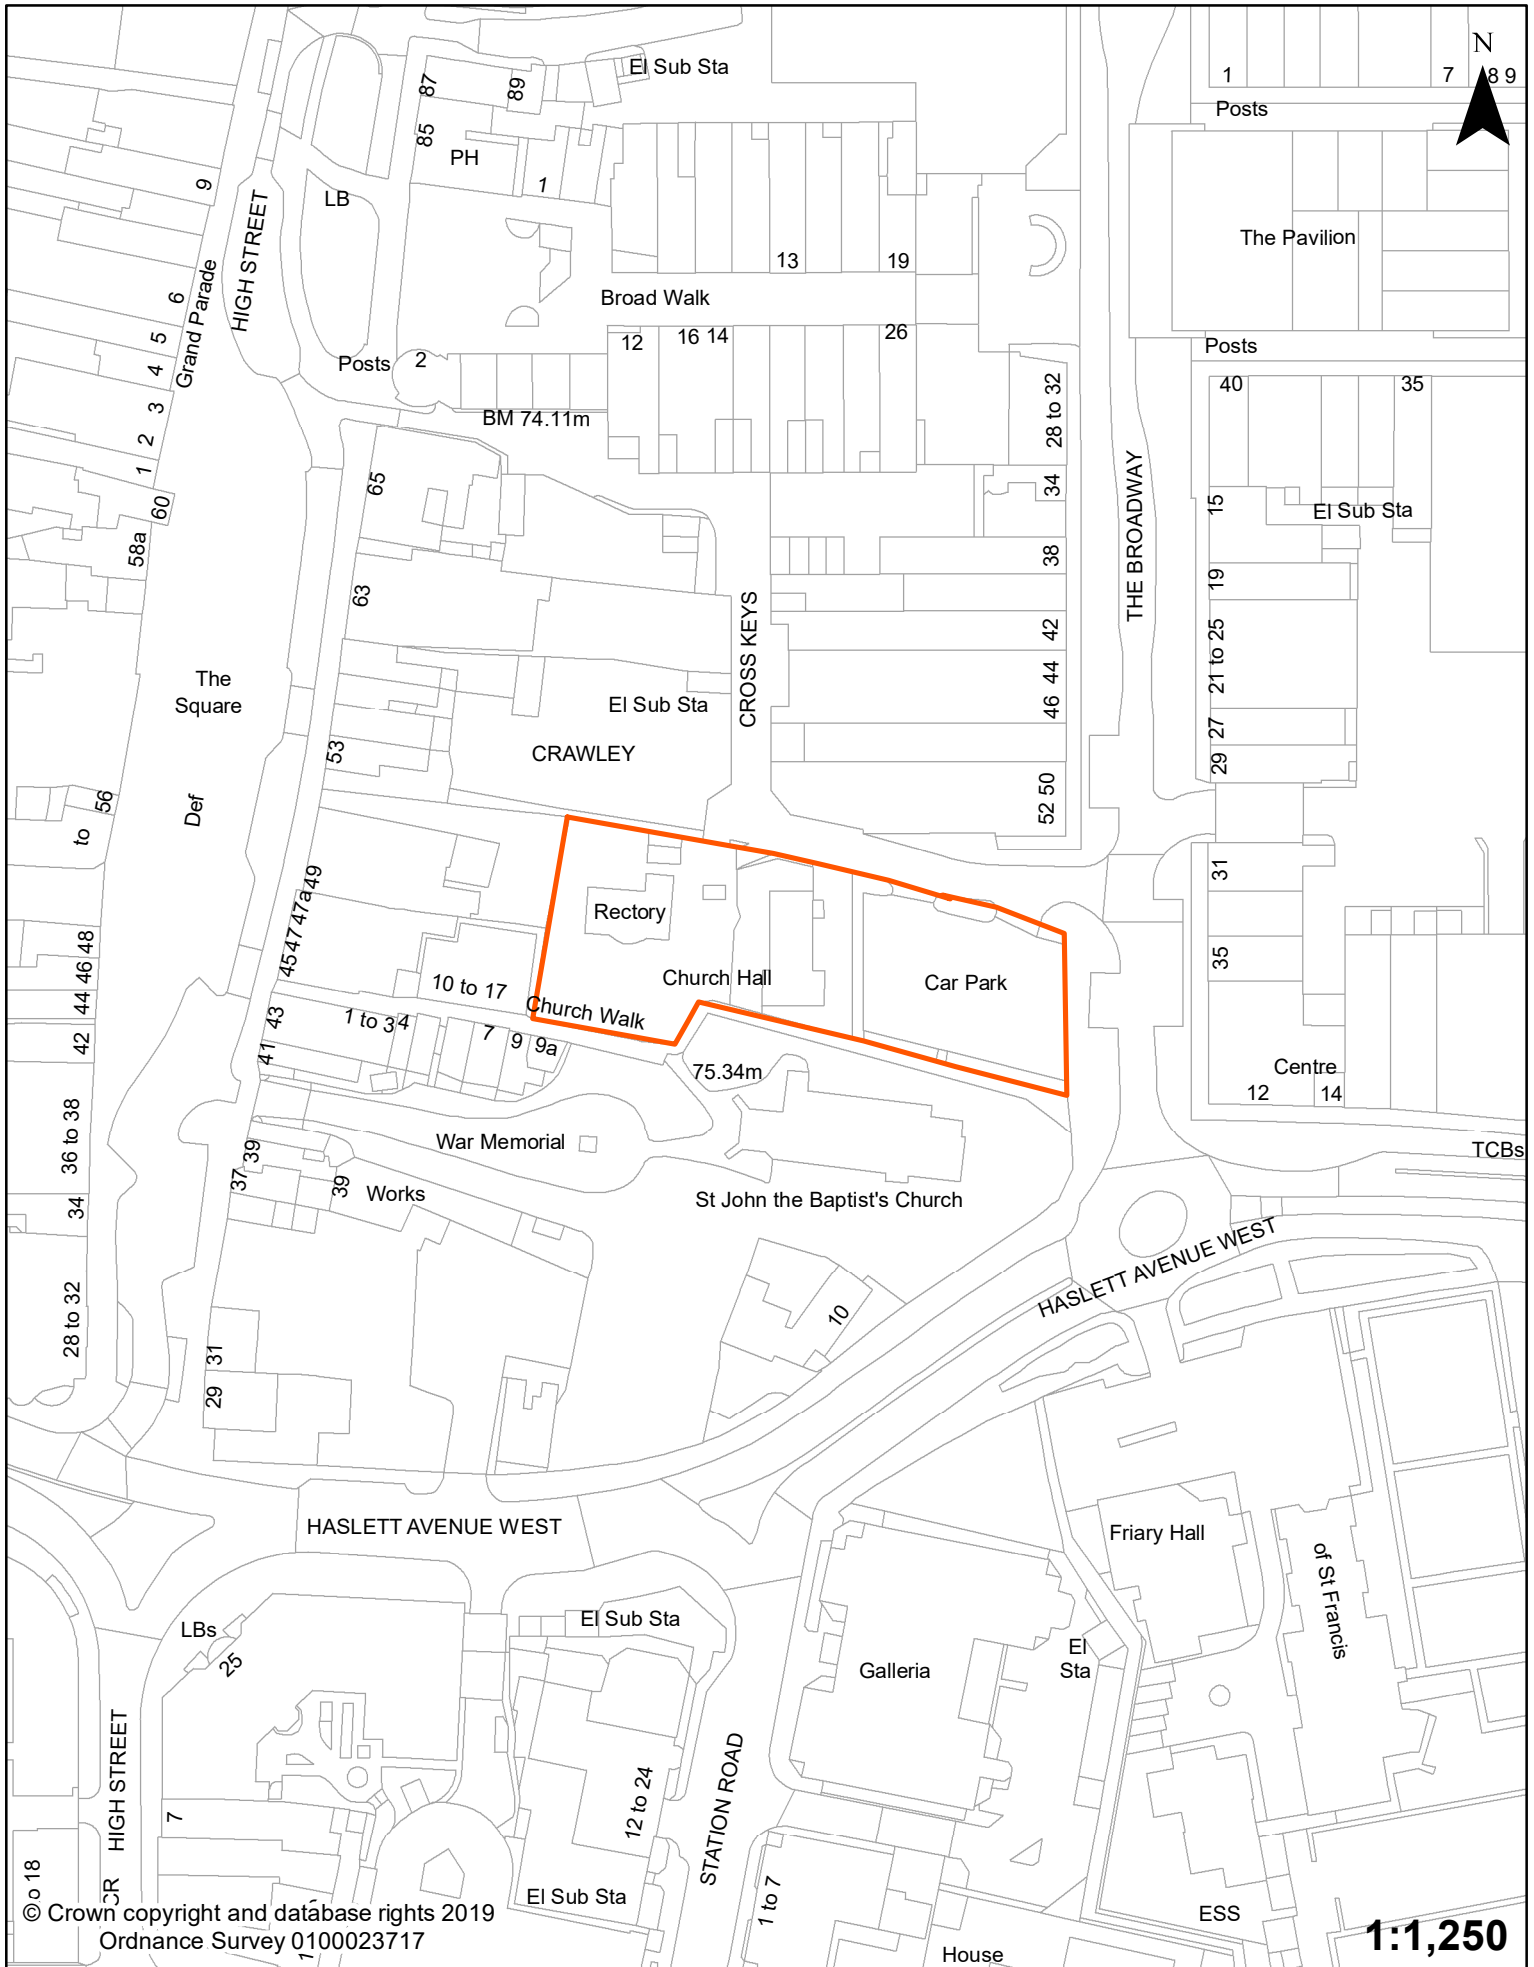 El Sub Sta
N
87
89
1
7
8 9
Posts
85
PH
1
9
LB
HIGH STREET
The Pavilion
13
19
6
Grand Parade
Broad Walk
5
12
16 14
26
Posts
4
Posts
2
40
35
3
BM 74.11m
28 to 32
2
1
65
34
60
15
El Sub Sta
58a
THE BROADWAY
38
63
19
CROSS KEYS
42
21 to 25
The
Square
44
El Sub Sta
46
27
53
CRAWLEY
29
56
52 50
Def
to
49
31
47a
Rectory
47
48
45
35
46
Church Hall
Car Park
10 to 17
44
Church Walk
43
1 to 3
4
7
9
9a
42
41
75.34m
Centre
12
14
36 to 38
War Memorial
39
TCBs
37
39
Works
34
St John the Baptist's Church
HASLETT AVENUE WEST
28 to 32
10
31
29
HASLETT AVENUE WEST
Friary Hall
of St Francis
LBs
El Sub Sta
25
El
Sta
Galleria
HIGH STREET
STATION ROAD
12 to 24
7
o 18
CR
1 to 7
El Sub Sta
ESS
House
© Crown copyright and database rights 2019
Ordnance Survey 0100023717
1:1,250